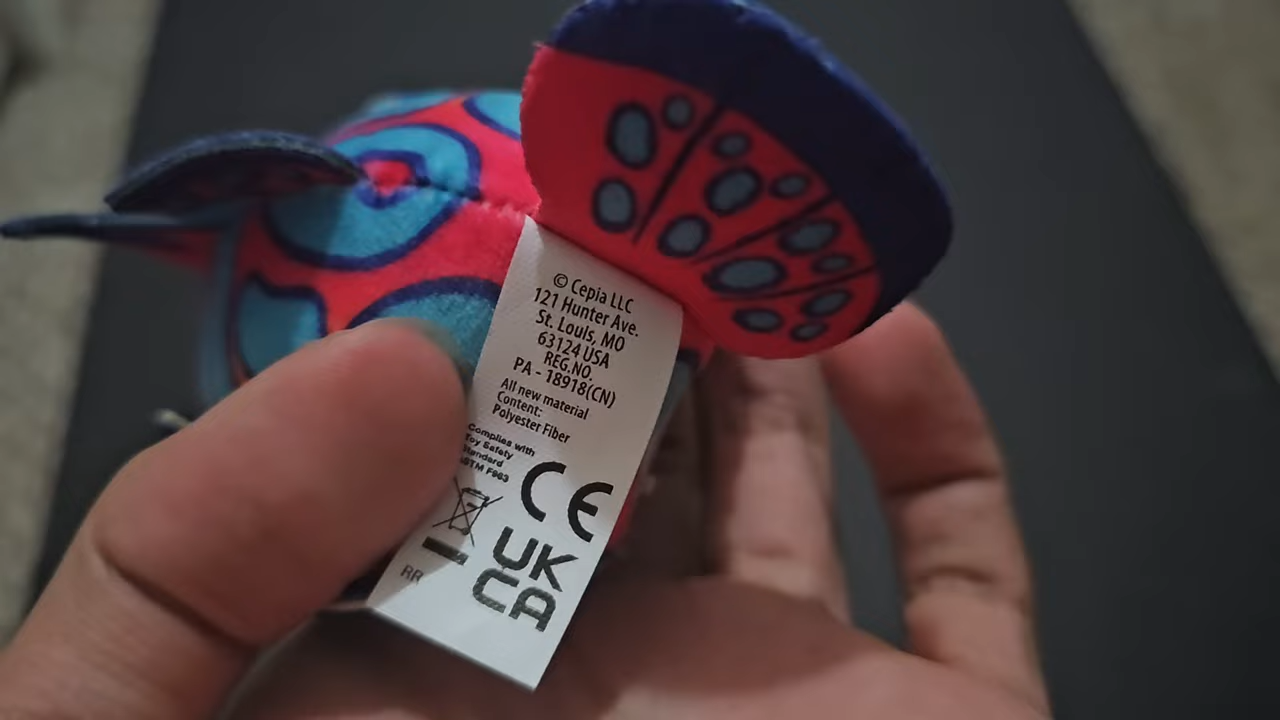 © Cepia LLC
121 Hunter Ave.
St. Louis, MO
63124 USA
REG.NO.
PA - 18918(CN)
All new material
Content:
Polyester Fiber
Complies with
Toy Safety
Standard
ASTM F963
CE
UK
CA
RR